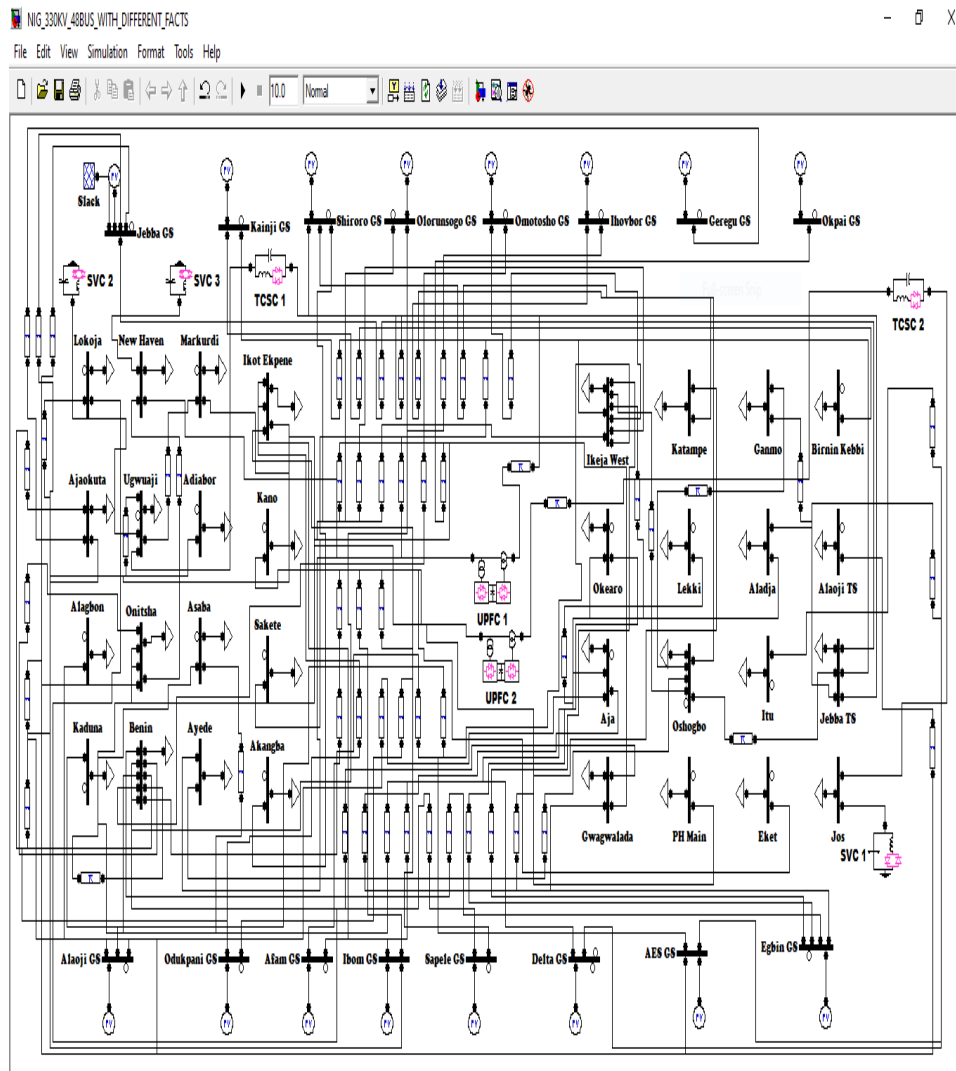 NIG_330KV_48BUS_WITH_DIFFERENT_FACTS
File Edit View Simulation Format Tools Help
10.0 Normal
Slack
Jebba GS
Kainji GS
Shiroro GS
Olorunsogo GS
Omotosho GS
Ihovbor GS
Geregu GS
Okpai GS
SVC 2
SVC 3
TCSC 1
TCSC 2
Lokoja
New Haven
Markurdi
Ikot Ekpene
Ikeja West
Katampe
Ganmo
Birnin Kebbi
Ajaokuta
Ugwuaji
Adiabor
Kano
Okearo
Lekki
Aladja
Alaoji TS
UPFC 1
Alagbon
Onitsha
Asaba
Sakete
UPFC 2
Aja
Oshogbo
Itu
Jebba TS
Kaduna
Benin
Ayede
Akangba
Gwagwalada
PH Main
Eket
Jos
SVC 1
Alaoji GS
Odukpani GS
Afam GS
Ibom GS
Sapele GS
Delta GS
AES GS
Egbin GS